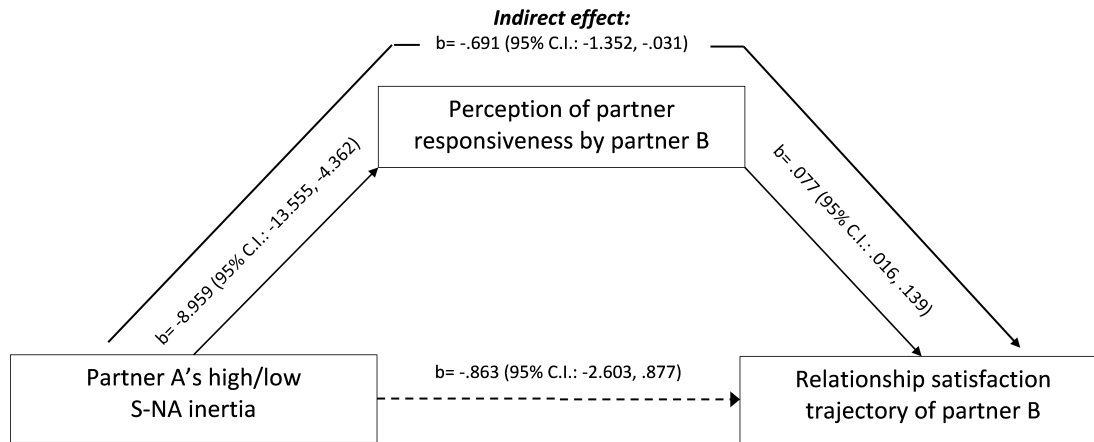 Indirect effect:
b= -.691 (95% C.I.: -1.352, -.031)
Perception of partner
responsiveness by partner B
b= -8.959 (95% C.I.: -13.555, -4.362)
b= .077 (95% C.I.: .016, .139)
Partner A’s high/low
S-NA inertia
b= -.863 (95% C.I.: -2.603, .877)
Relationship satisfaction
trajectory of partner B